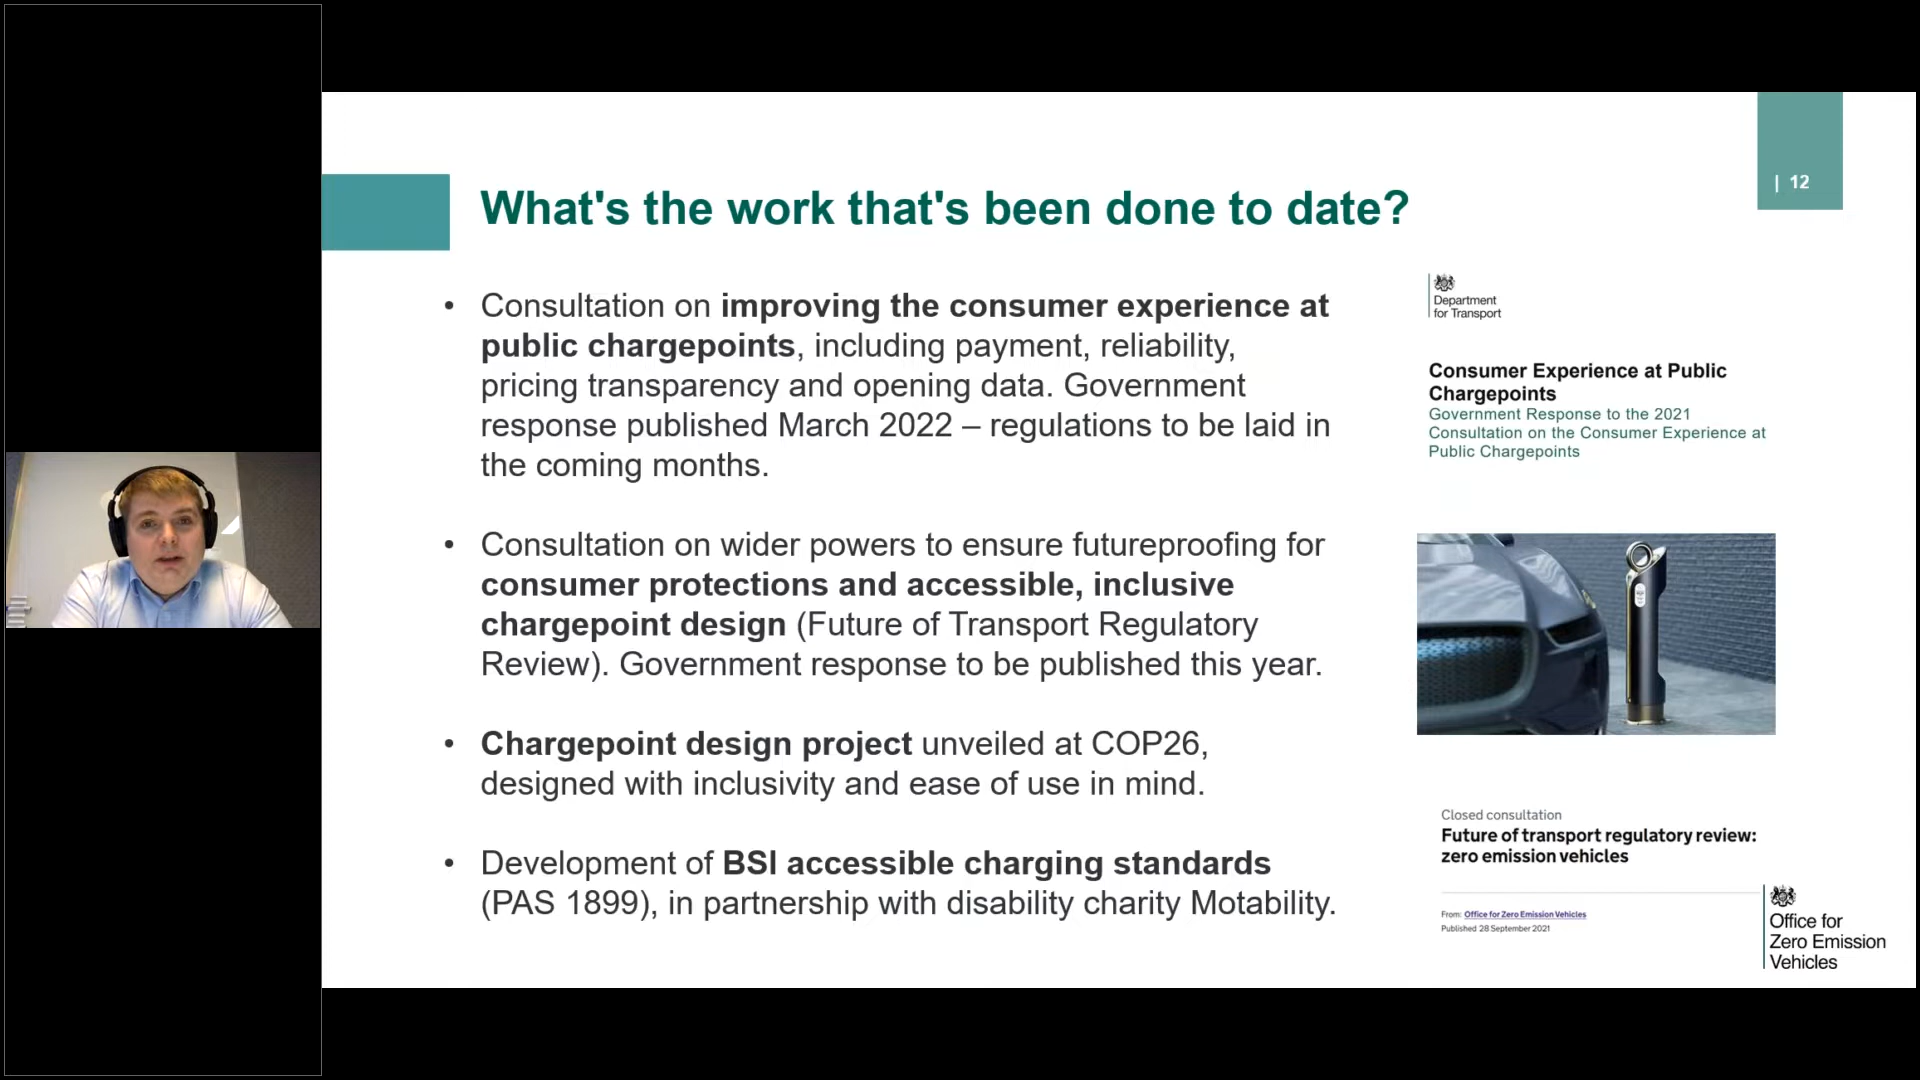 | 12
What's the work that's been done to date?
• Consultation on improving the consumer experience at
public chargepoints, including payment, reliability,
pricing transparency and opening data. Government
response published March 2022 – regulations to be laid in
the coming months.
• Consultation on wider powers to ensure futureproofing for
consumer protections and accessible, inclusive
chargepoint design (Future of Transport Regulatory
Review). Government response to be published this year.
• Chargepoint design project unveiled at COP26,
designed with inclusivity and ease of use in mind.
• Development of BSI accessible charging standards
(PAS 1899), in partnership with disability charity Motability.
Department
for Transport
Consumer Experience at Public
Chargepoints
Government Response to the 2021
Consultation on the Consumer Experience at
Public Chargepoints
Closed consultation
Future of transport regulatory review:
zero emission vehicles
From: Office for Zero Emission Vehicles
Published 28 September 2021
Office for
Zero Emission
Vehicles